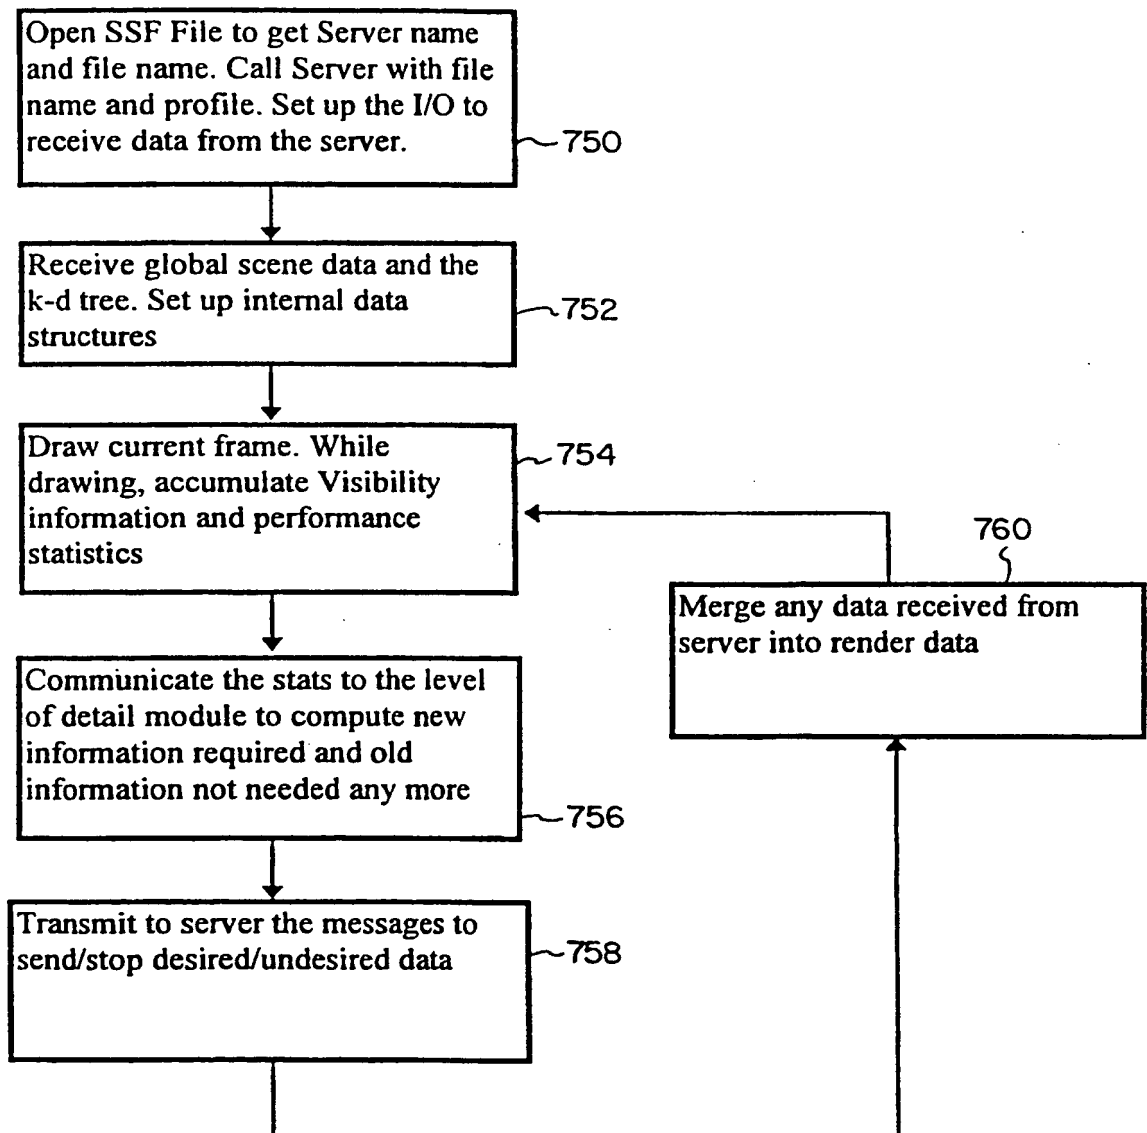 Open SSF File to get Server name
and file name. Call Server with file
name and profile. Set up the I/O to
receive data from the server.
750
Receive global scene data and the
k-d tree. Set up internal data
structures
752
Draw current frame. While
drawing, accumulate Visibility
information and performance
statistics
754
Communicate the stats to the level
of detail module to compute new
information required and old
information not needed any more
756
Transmit to server the messages to
send/stop desired/undesired data
758
760
Merge any data received from
server into render data